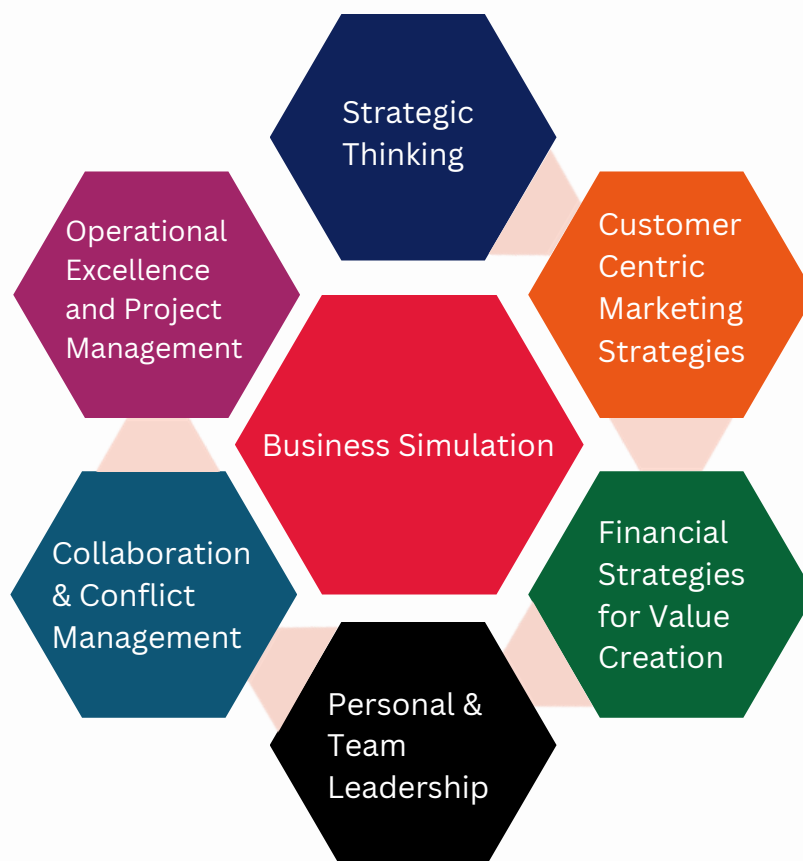 Strategic
Thinking
Customer
Centric
Marketing
Strategies
Operational
Excellence
and Project
Management
Business Simulation
Financial
Strategies
for Value
Creation
Collaboration
& Conflict
Management
Personal &
Team
Leadership